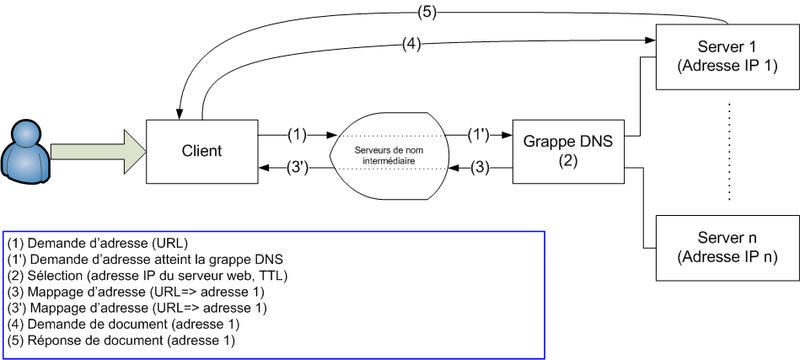 (5)
(4)
Server 1
(Adresse IP 1)
Client
(1)
(3')
Serveurs de nom
intermédiaire
(1')
(3)
Grappe DNS
(2)
Server n
(Adresse IP n)
(1) Demande d'adresse (URL)
(1') Demande d'adresse atteint la grappe DNS
(2) Sélection (adresse IP du serveur web, TTL)
(3) Mappage d'adresse (URL=> adresse 1)
(3') Mappage d'adresse (URL=> adresse 1)
(4) Demande de document (adresse 1)
(5) Réponse de document (adresse 1)